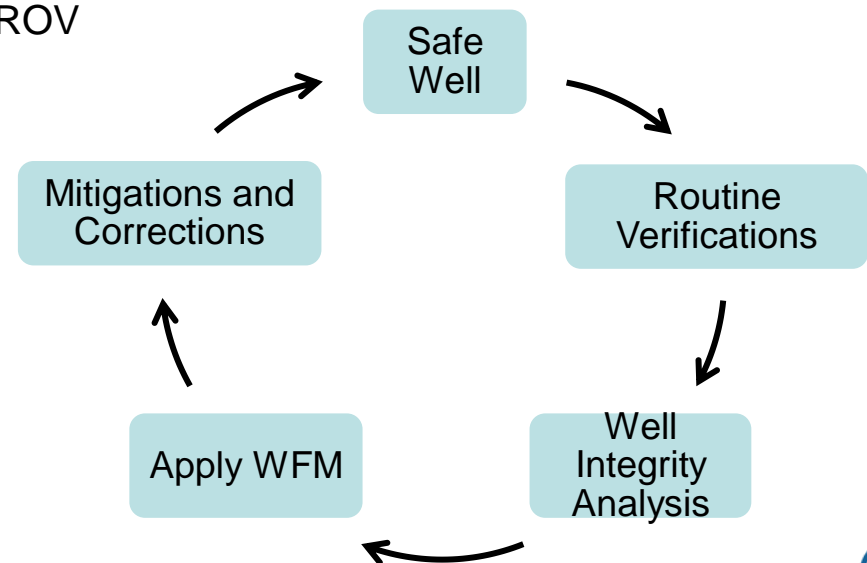 ROV
Safe
Well
Routine
Verifications
Well
Integrity
Analysis
Apply WFM
Mitigations and
Corrections